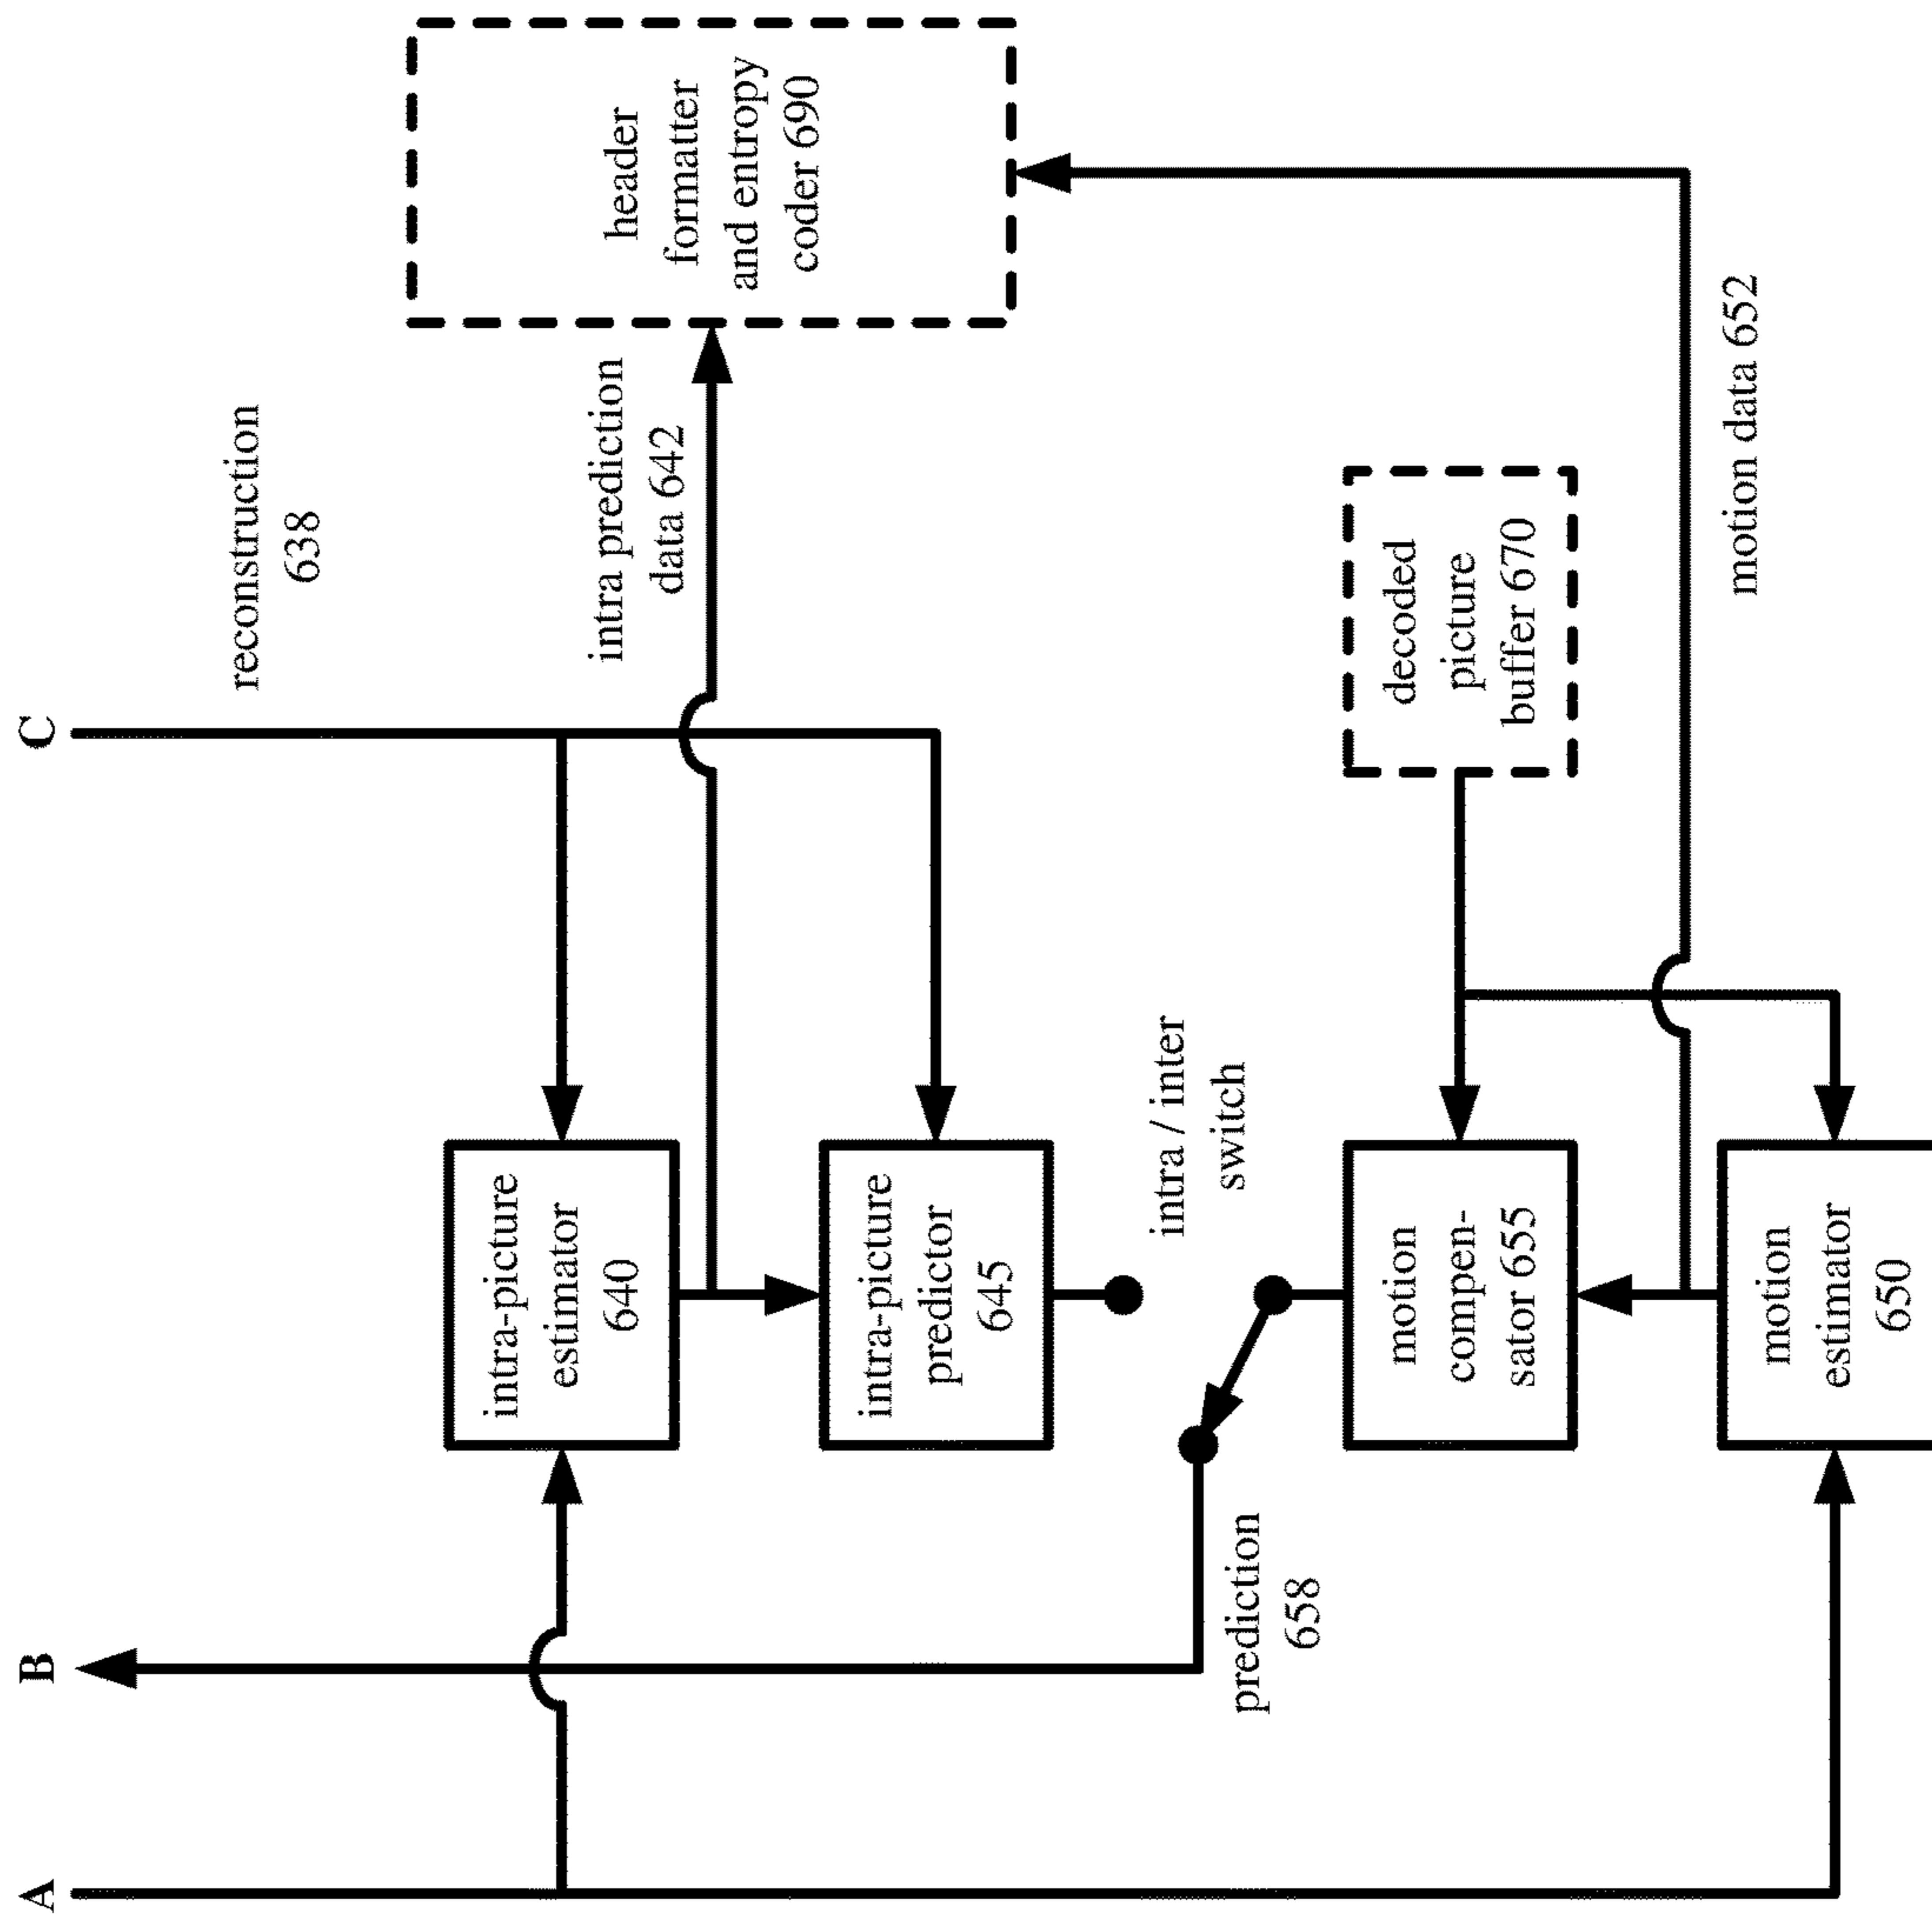 A
B
C
reconstruction
638
header
formatter
and entropy
coder 690
intra prediction
data 642
intra-picture
estimator
640
intra-picture
predictor
645
intra / inter
switch
prediction
658
decoded
picture
buffer 670
motion
compen-
sator 655
motion data 652
motion
estimator
650